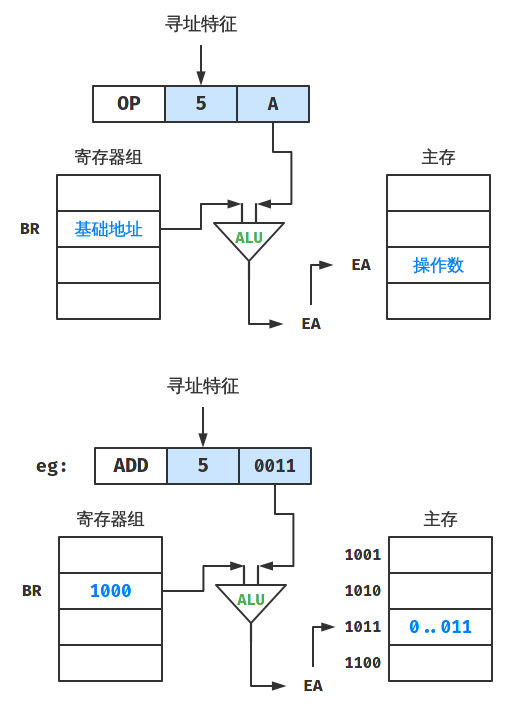 寻址特征
OP 5 A
寄存器组 主存
BR 基础地址
ALU
EA 操作数
EA
寻址特征
eg: ADD 5 0011
寄存器组 主存
1001
BR 1000 1010
ALU
1011 0..011
1100
EA